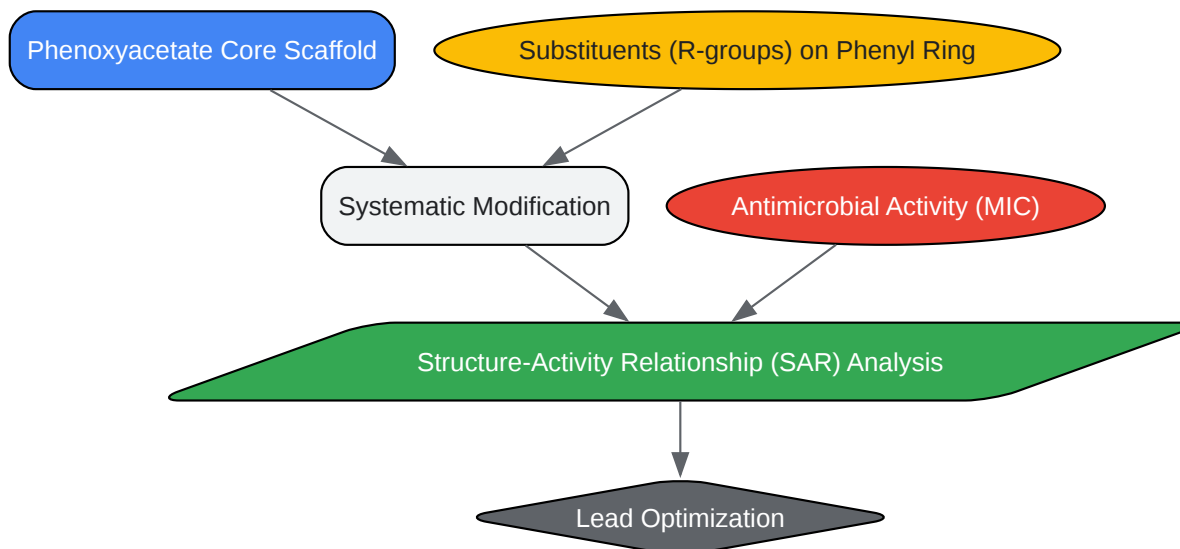 Phenoxyacetate Core Scaffold
Substituents (R-groups) on Phenyl Ring
Systematic Modification
Antimicrobial Activity (MIC)
Structure-Activity Relationship (SAR) Analysis
Lead Optimization